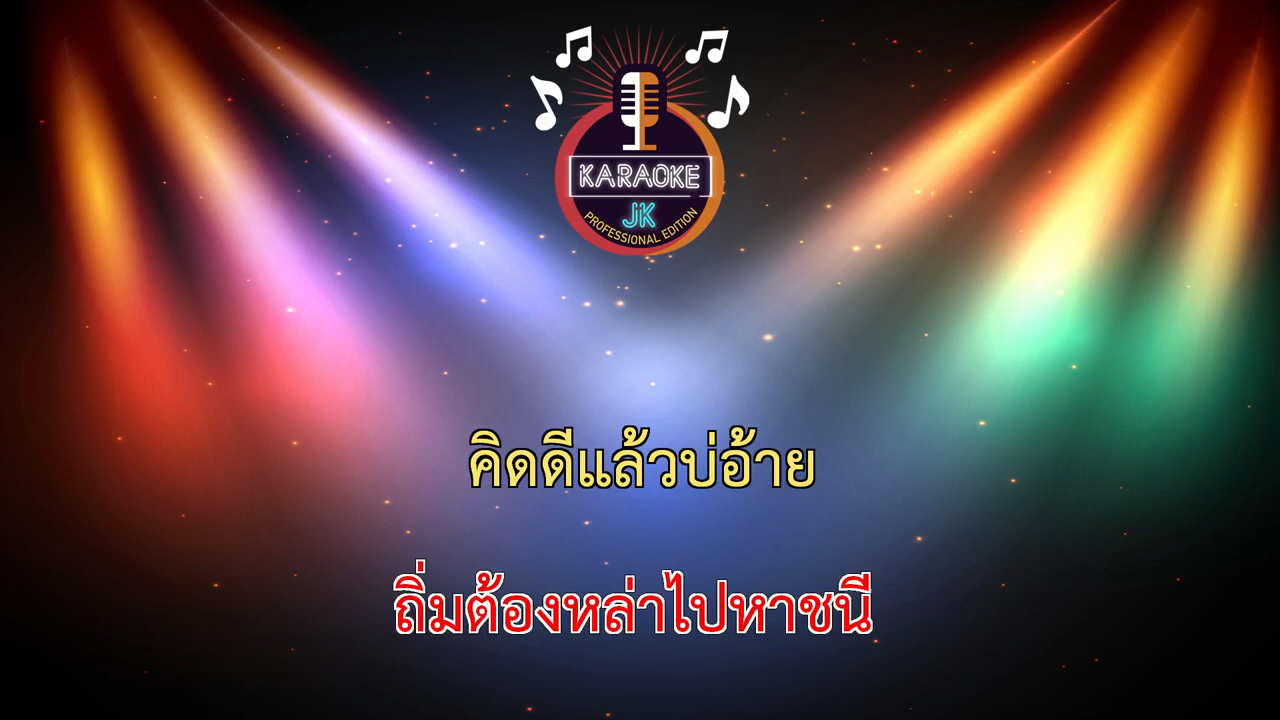 KARAOKE
JK
PROFESSIONAL EDITION
คิดดีแล้วบ่อ้าย
ถิ่มต้องหล่าไปหาชนี